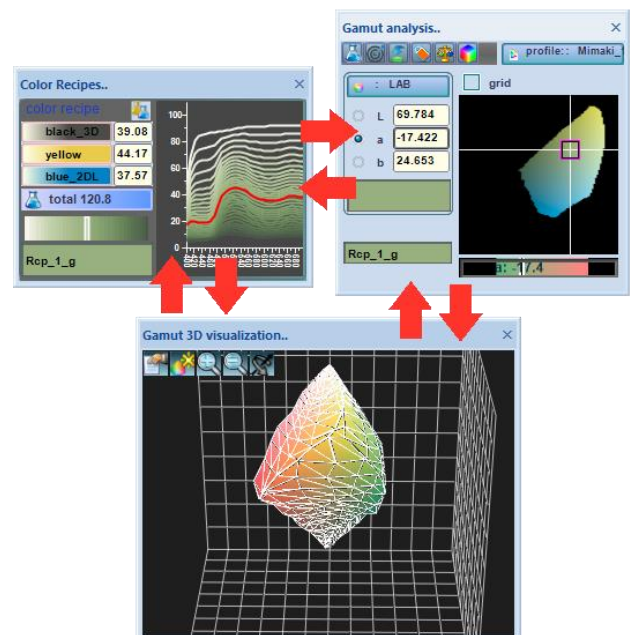 Gamut analysis..
profile:: Mimaki_
: LAB
grid
L 69.784
a -17.422
b 24.653
Rcp_1_g
a: -17.4
Color Recipes..
color recipe
black_3D 39.08
yellow 44.17
blue_2DL 37.57
total 120.8
Rcp_1_g
100
80
60
40
20
0
Gamut 3D visualization..